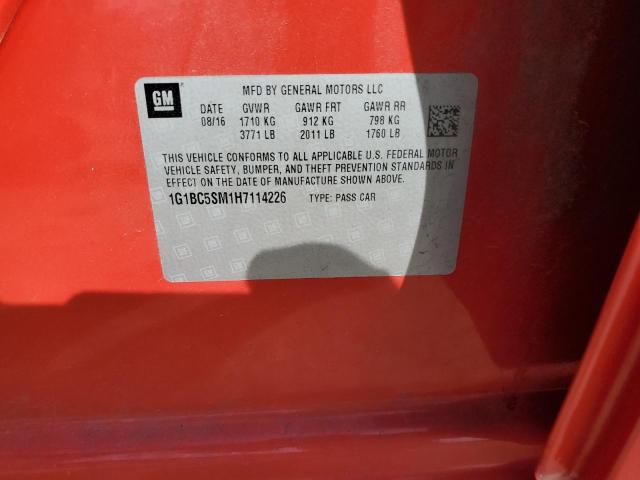 GM
MFD BY GENERAL MOTORS LLC
DATE GVWR GAWR FRT GAWR RR
08/16 1710 KG 912 KG 798 KG
3771 LB 2011 LB 1760 LB
THIS VEHICLE CONFORMS TO ALL APPLICABLE U.S. FEDERAL MOTOR
VEHICLE SAFETY, BUMPER, AND THEFT PREVENTION STANDARDS
IN EFFECT ON THE DATE OF MANUFACTURE SHOWN ABOVE.
1G1BC5SM1H7114226 TYPE: PASS CAR